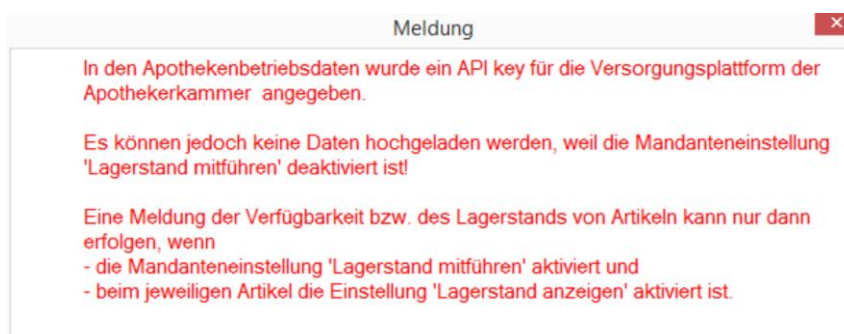 Meldung
In den Apothekenbetriebsdaten wurde ein API key für die Versorgungsplattform der
Apothekerkammer angegeben.
Es können jedoch keine Daten hochgeladen werden, weil die Mandanteneinstellung
'Lagerstand mitführen' deaktiviert ist!
Eine Meldung der Verfügbarkeit bzw. des Lagerstands von Artikeln kann nur dann
erfolgen, wenn
- die Mandanteneinstellung 'Lagerstand mitführen' aktiviert und
- beim jeweiligen Artikel die Einstellung 'Lagerstand anzeigen' aktiviert ist.